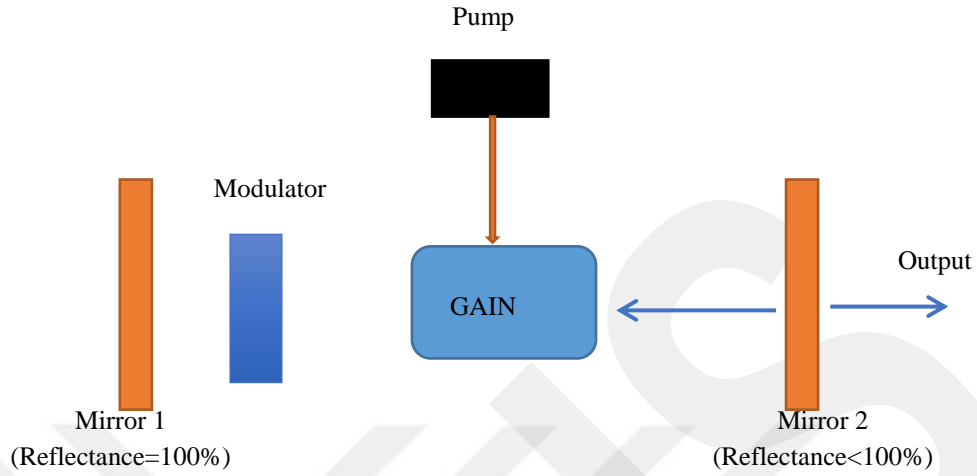 Pump
Modulator
Output
GAIN
Mirror 1
(Reflectance=100%)
Mirror 2
(Reflectance<100%)